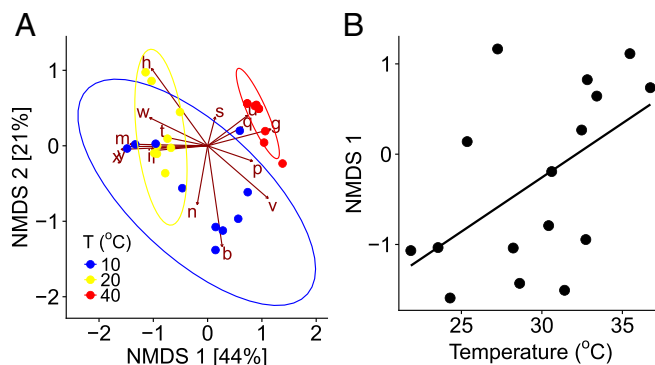 A
B
NMDS 2 [21%]
1
0
−1
−2
h
w
s
u
q
g
t
m
p
n
v
b
T (°C)
10
20
40
−2
−1
0
1
2
NMDS 1 [44%]
NMDS 1
1
0
−1
25
30
35
Temperature (°C)